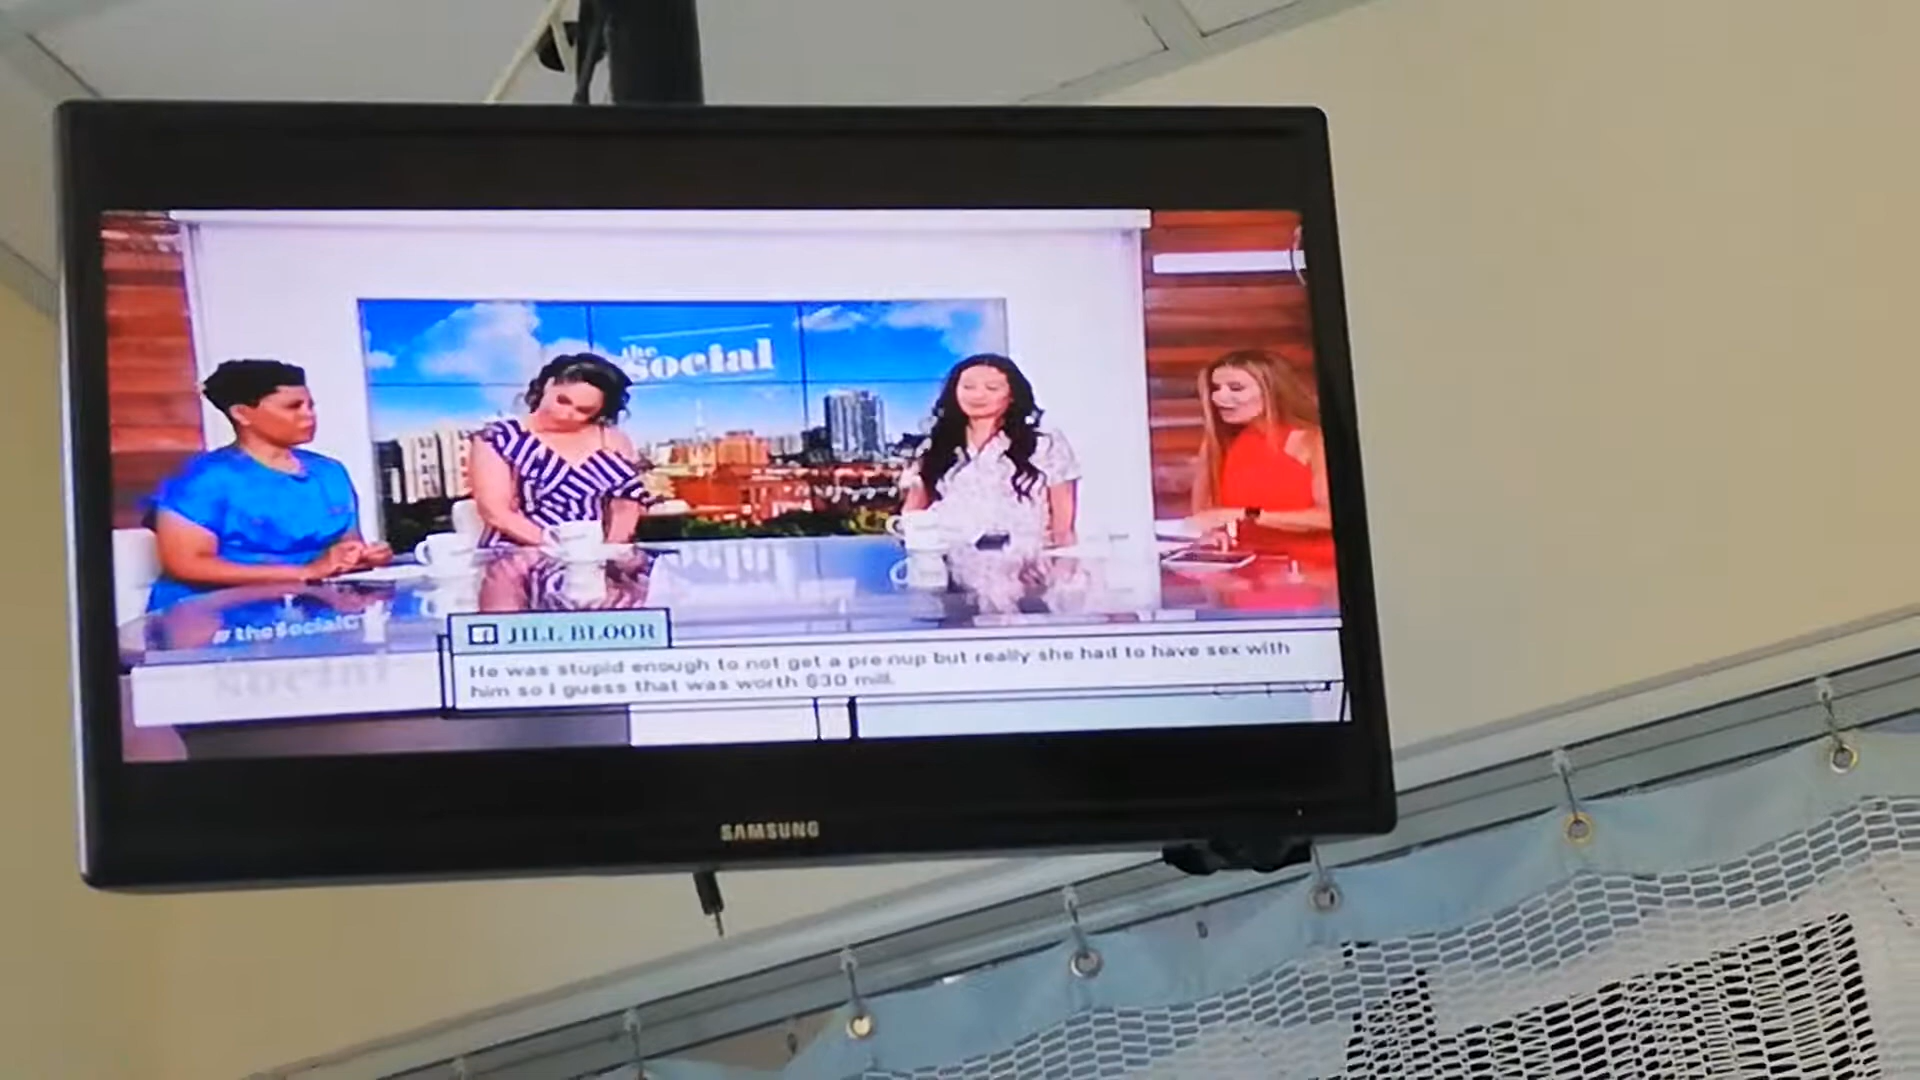 the
social
#theSocialCTV
JILL BLOOR
He was stupid enough to not get a pre-nup but really she had to have sex with
him so I guess that was worth $30 mill.
social
SAMSUNG